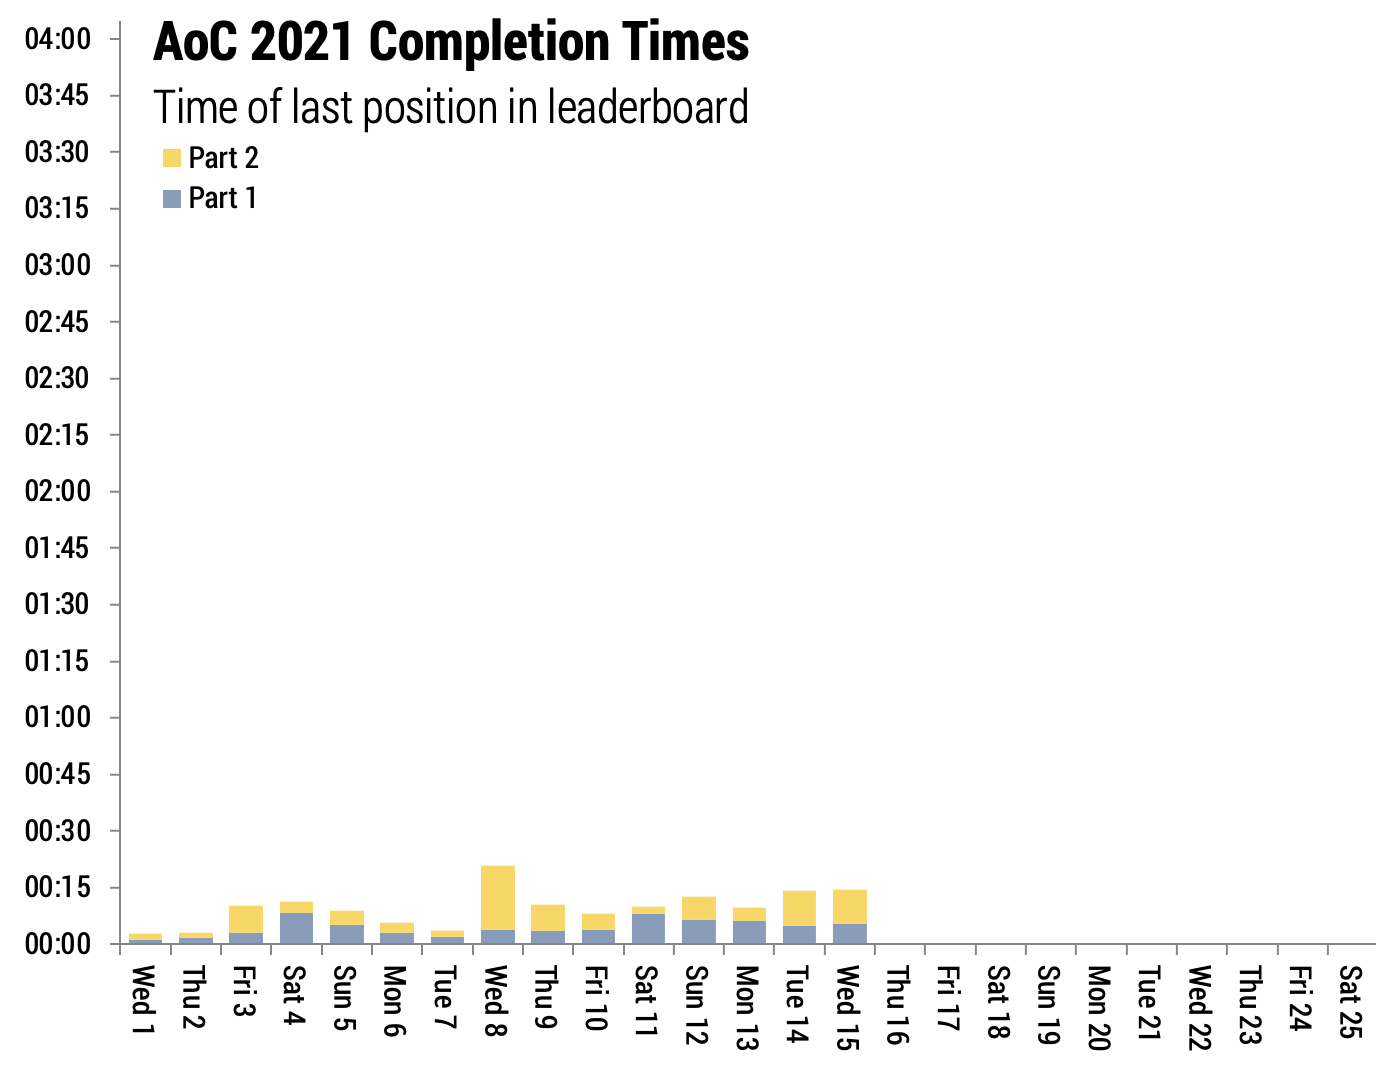 AoC 2021 Completion Times
Time of last position in leaderboard
Part 2
Part 1
04:00
03:45
03:30
03:15
03:00
02:45
02:30
02:15
02:00
01:45
01:30
01:15
01:00
00:45
00:30
00:15
00:00
Wed 1
Thu 2
Fri 3
Sat 4
Sun 5
Mon 6
Tue 7
Wed 8
Thu 9
Fri 10
Sat 11
Sun 12
Mon 13
Tue 14
Wed 15
Thu 16
Fri 17
Sat 18
Sun 19
Mon 20
Tue 21
Wed 22
Thu 23
Fri 24
Sat 25